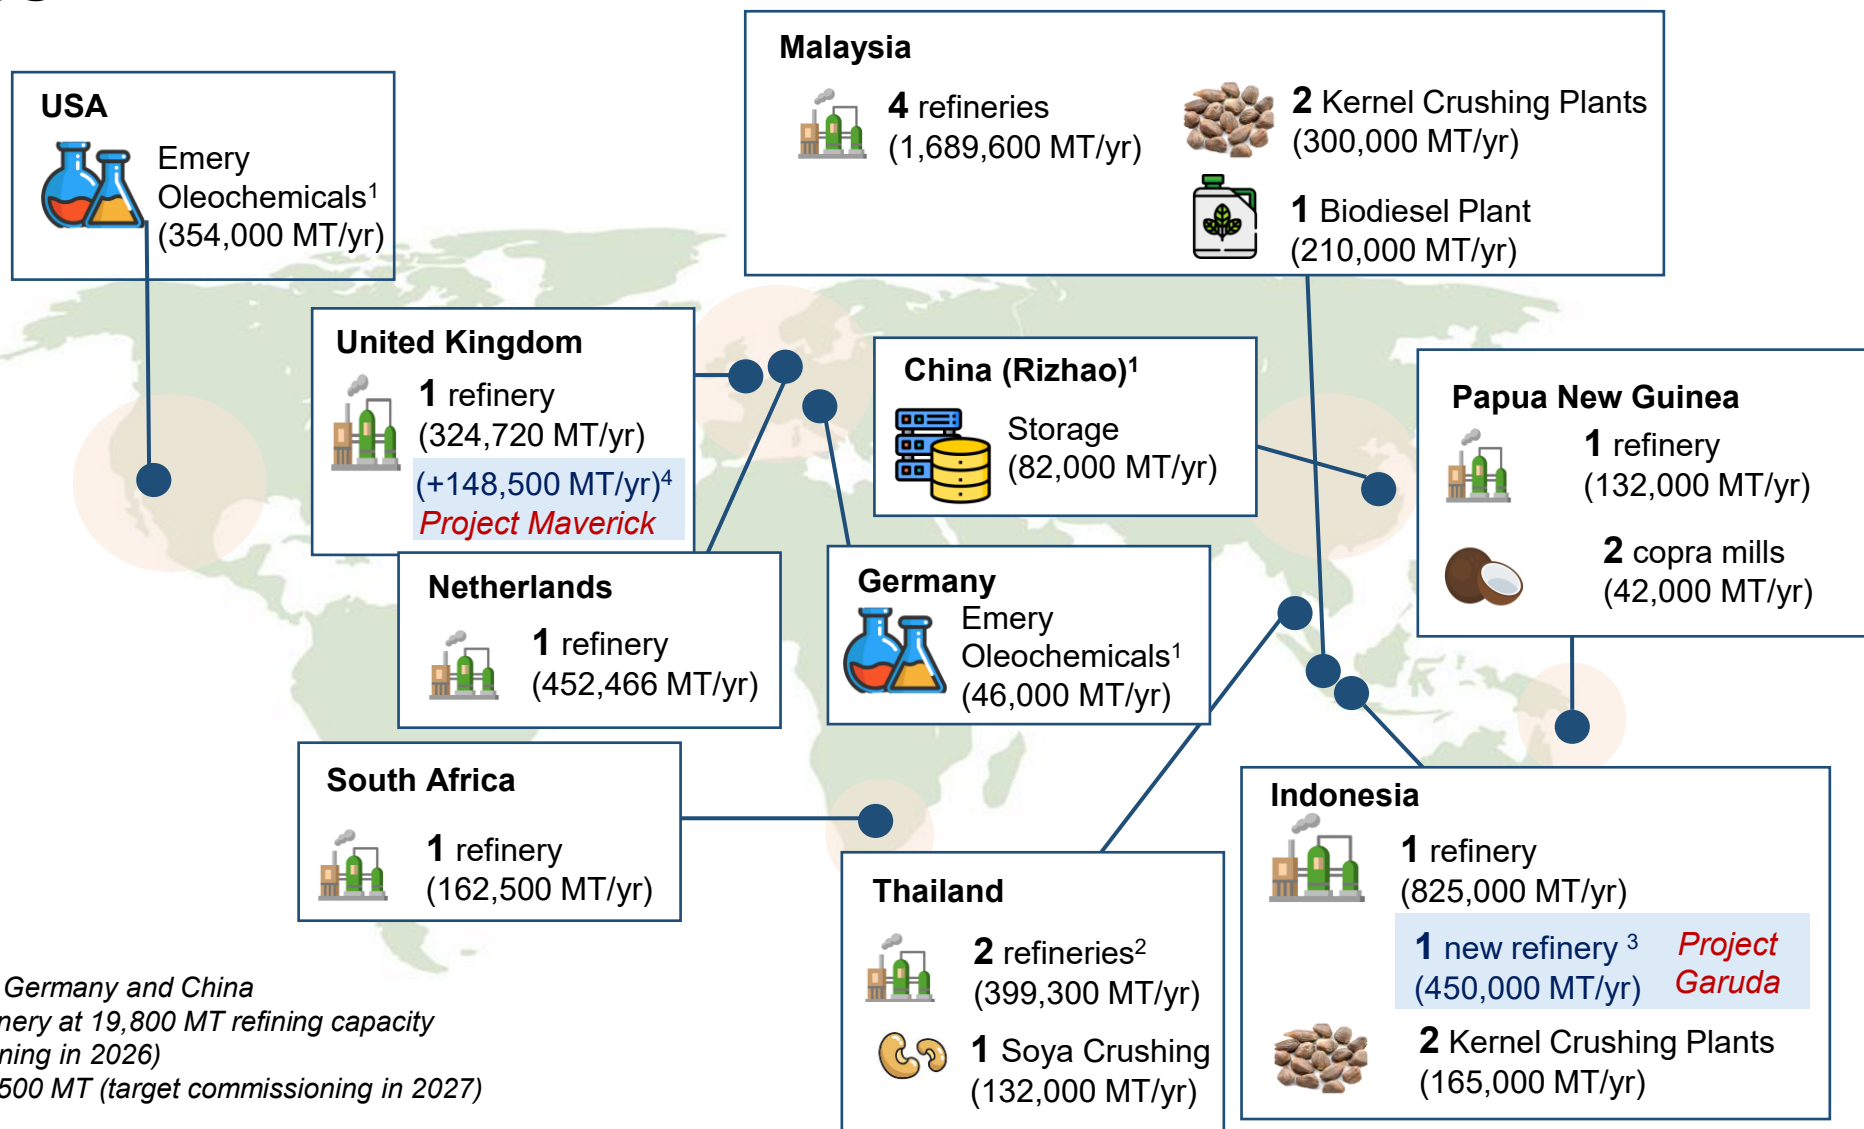 USA
Emery
Oleochemicals¹
(354,000 MT/yr)
Malaysia
4 refineries
(1,689,600 MT/yr)
2 Kernel Crushing Plants
(300,000 MT/yr)
1 Biodiesel Plant
(210,000 MT/yr)
United Kingdom
1 refinery
(324,720 MT/yr)
(+148,500 MT/yr)⁴
Project Maverick
China (Rizhao)¹
Storage
(82,000 MT/yr)
Papua New Guinea
1 refinery
(132,000 MT/yr)
2 copra mills
(42,000 MT/yr)
Netherlands
1 refinery
(452,466 MT/yr)
Germany
Emery
Oleochemicals¹
(46,000 MT/yr)
South Africa
1 refinery
(162,500 MT/yr)
Thailand
2 refineries²
(399,300 MT/yr)
1 Soya Crushing
(132,000 MT/yr)
Indonesia
1 refinery
(825,000 MT/yr)
1 new refinery ³
(450,000 MT/yr)
Project
Garuda
2 Kernel Crushing Plants
(165,000 MT/yr)
Germany and China
nery at 19,800 MT refining capacity
ning in 2026)
500 MT (target commissioning in 2027)